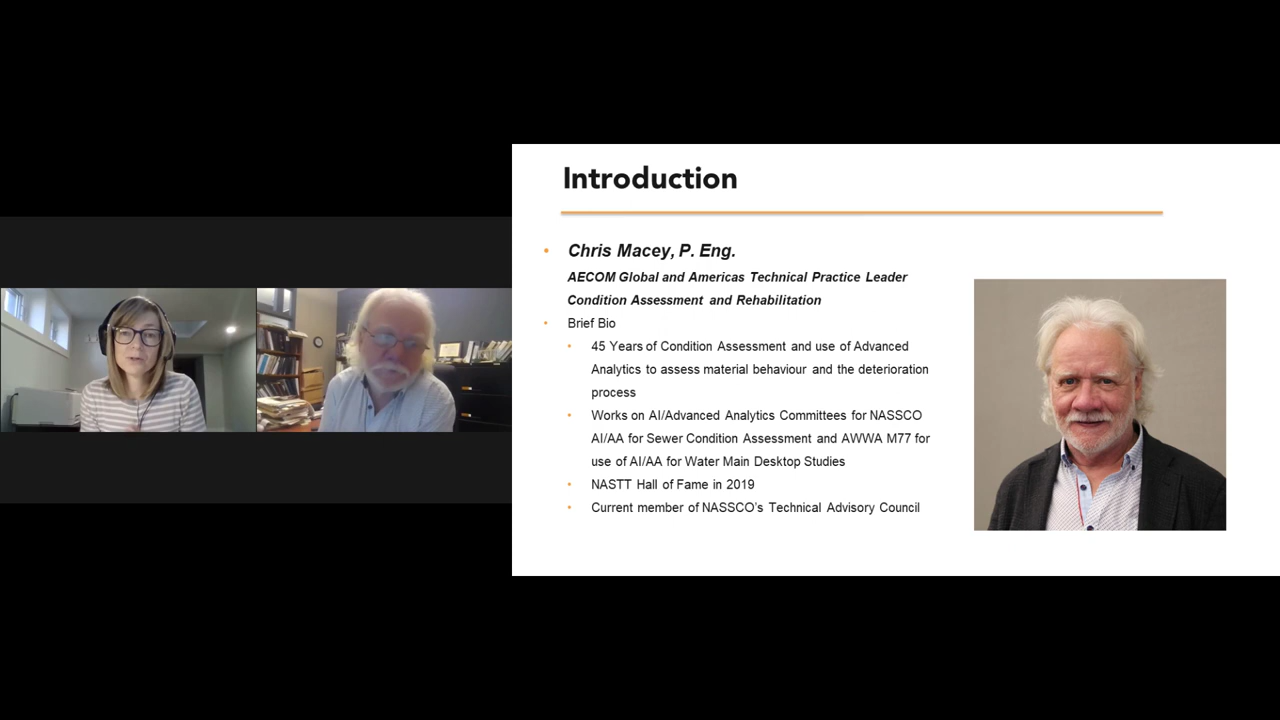 Introduction
• Chris Macey, P. Eng.
AECOM Global and Americas Technical Practice Leader
Condition Assessment and Rehabilitation
• Brief Bio
• 45 Years of Condition Assessment and use of Advanced
Analytics to assess material behaviour and the deterioration
process
• Works on AI/Advanced Analytics Committees for NASSCO
AI/AA for Sewer Condition Assessment and AWWA M77 for
use of AI/AA for Water Main Desktop Studies
• NASTT Hall of Fame in 2019
• Current member of NASSCO's Technical Advisory Council